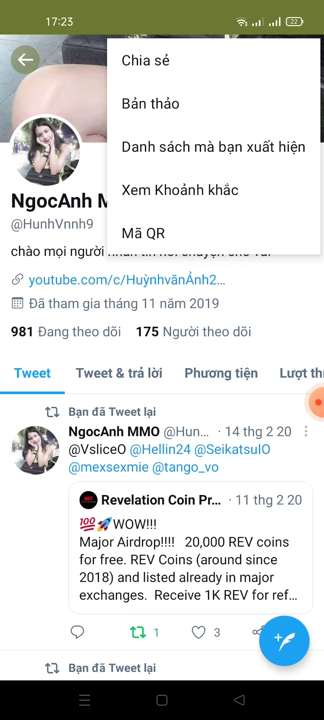 17:23
22
Chia sẻ
Bản thảo
Danh sách mà bạn xuất hiện
Xem Khoảnh khắc
Mã QR
NgocAnh M
@HunhVnnh9
chào mọi người
youtube.com/c/HuỳnhvănẢnh2...
Đã tham gia tháng 11 năm 2019
981 Đang theo dõi 175 Người theo dõi
Tweet Tweet & trả lời Phương tiện Lượt th
Bạn đã Tweet lại
NgocAnh MMO @Hun... · 14 thg 2 20
@VsliceO @Hellin24 @SeikatsuIO
@mexsexmie @tango_vo
Revelation Coin Pr... · 11 thg 2 20
💯🚀WOW!!!
Major Airdrop!!!! 20,000 REV coins
for free. REV Coins (around since
2018) and listed already in major
exchanges. Receive 1K REV for ref...
1 3
Bạn đã Tweet lại